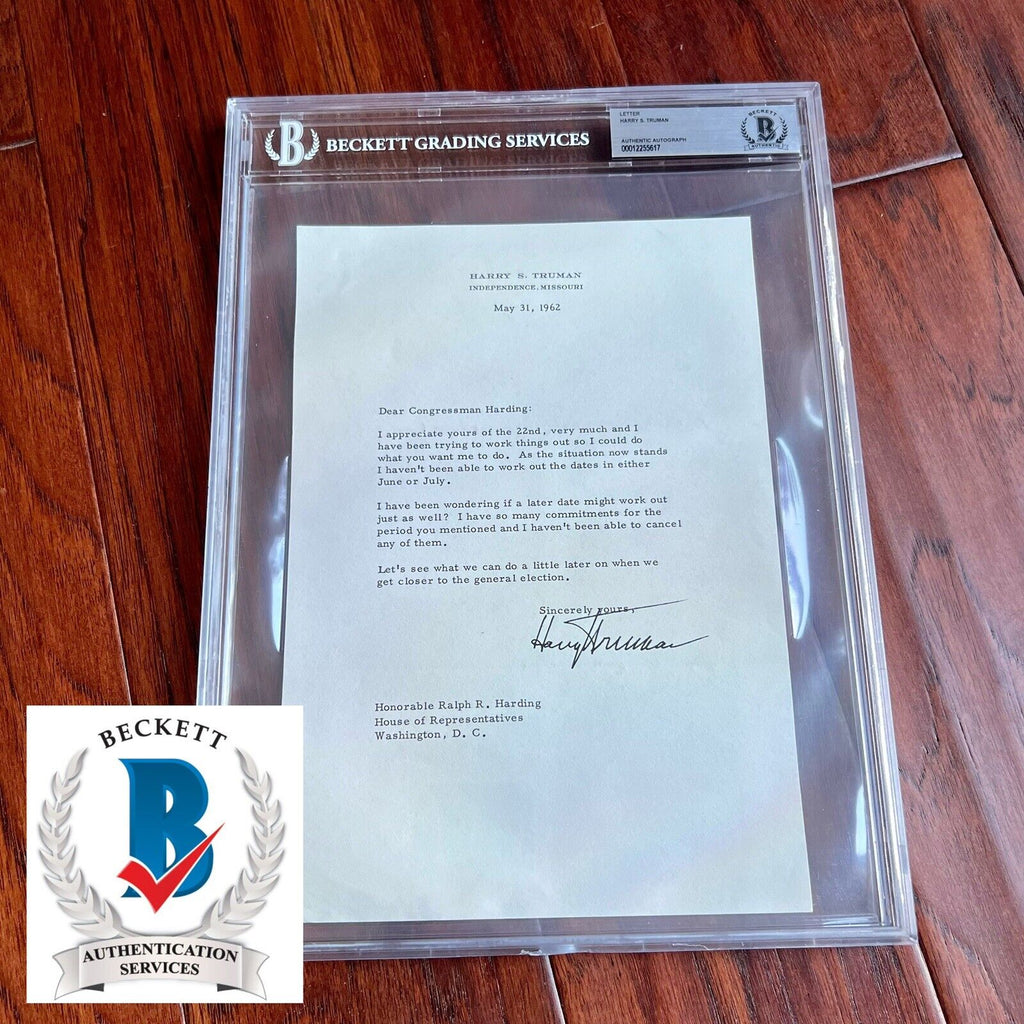 B BECKETT GRADING SERVICES
LETTER
HARRY S. TRUMAN
AUTHENTIC AUTOGRAPH
00012255617
BECKETT
B
AUTHENTIC
HARRY S. TRUMAN
INDEPENDENCE, MISSOURI
May 31, 1962
Dear Congressman Harding:
I appreciate yours of the 22nd, very much and I
have been trying to work things out so I could do
what you want me to do. As the situation now stands
I haven't been able to work out the dates in either
June or July.
I have been wondering if a later date might work out
just as well? I have so many commitments for the
period you mentioned and I haven't been able to cancel
any of them.
Let's see what we can do a little later on when we
get closer to the general election.
Sincerely yours,
Harry Truman
Honorable Ralph R. Harding
House of Representatives
Washington, D. C.
BECKETT
B
AUTHENTICATION
SERVICES